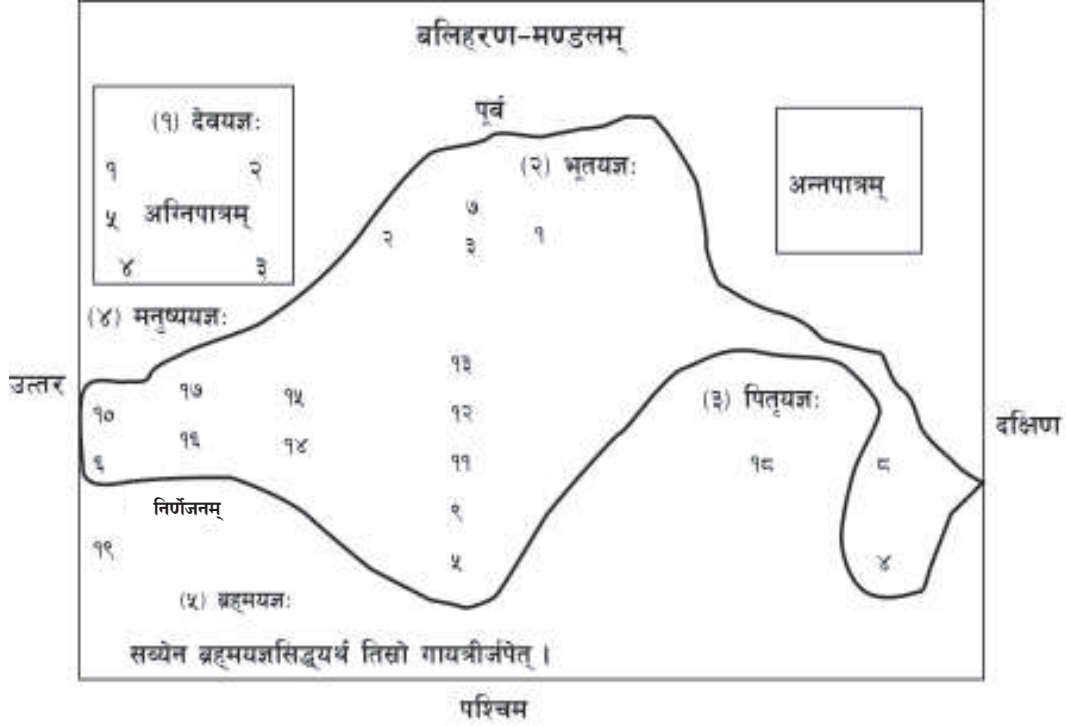 बलिहरण-मण्डलम्
पूर्व
(१) देवयज्ञः
१ २
५ अग्निपात्रम्
४ ३
(२) भूतयज्ञः
७
२ ३ १
अन्नपात्रम्
(४) मनुष्ययज्ञः
उत्तर
१३
१७ १५
१० १२
१६ १४
६ ११
९
५
(३) पितृयज्ञः
१८ ८
४
दक्षिण
निर्णेजनम्
१९
(५) ब्रह्मयज्ञः
सव्येन ब्रह्मयज्ञसिद्ध्यर्थं तिस्रो गायत्रीर्जपेत् ।
पश्चिम